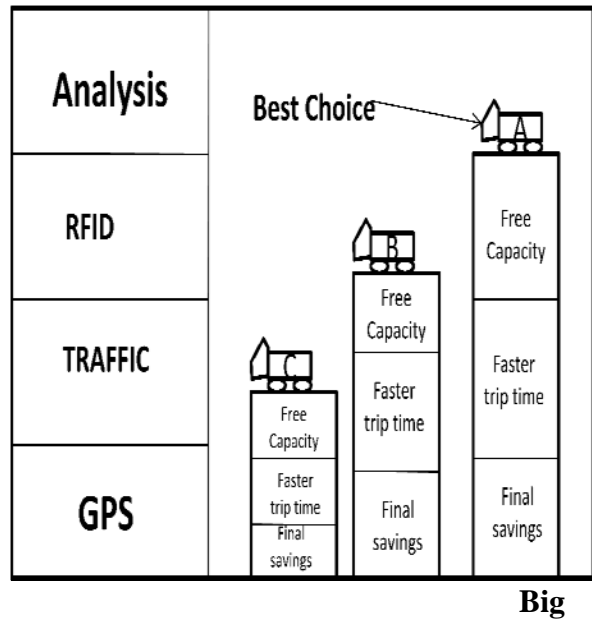 Analysis
RFID
TRAFFIC
GPS
Best Choice
A
Free
Capacity
Faster
trip time
Final
savings
B
Free
Capacity
Faster
trip time
Final
savings
C
Free
Capacity
Faster
trip time
Final
savings
Big